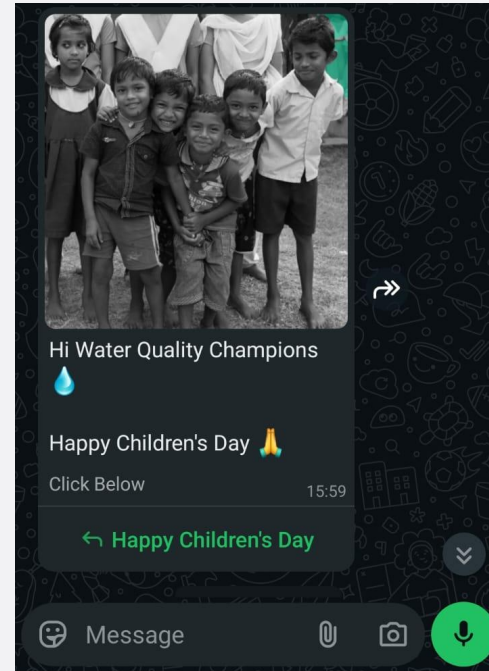 Hi Water Quality Champions
💧
Happy Children's Day 🙏
Click Below
15:59
Happy Children's Day
Message